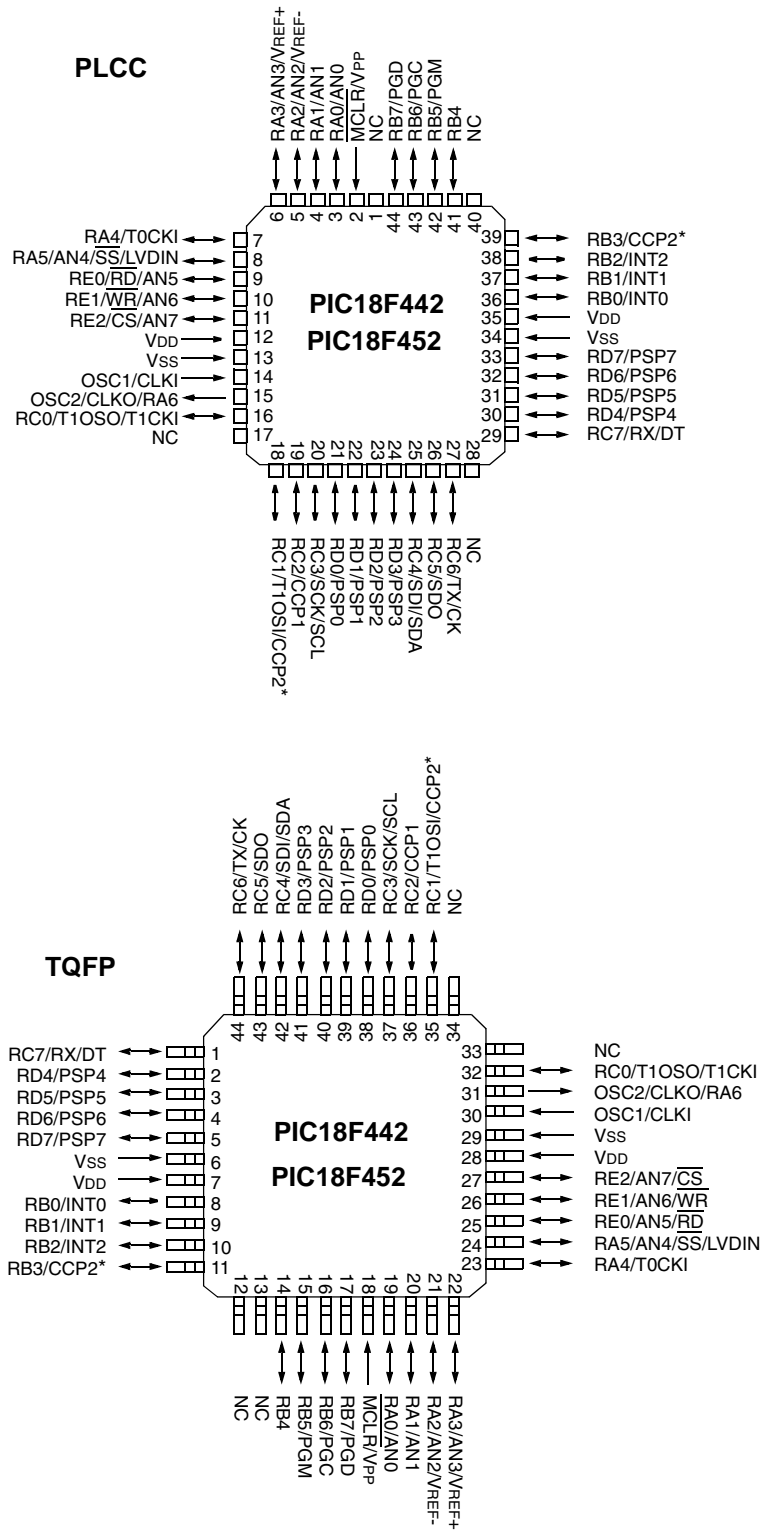 PLCC
RA3/AN3/VREF+
RA2/AN2/VREF-
RA1/AN1
RA0/AN0
MCLR/VPP
NC
RB7/PGD
RB6/PGC
RB5/PGM
RB4
NC
6 5 4 3 2 1 44 43 42 41 40
RA4/T0CKI 7
RA5/AN4/SS/LVDIN 8
RE0/RD/AN5 9
RE1/WR/AN6 10
RE2/CS/AN7 11
VDD 12
VSS 13
OSC1/CLKI 14
OSC2/CLKO/RA6 15
RC0/T1OSO/T1CKI 16
NC 17
PIC18F442
PIC18F452
39 RB3/CCP2*
38 RB2/INT2
37 RB1/INT1
36 RB0/INT0
35 VDD
34 VSS
33 RD7/PSP7
32 RD6/PSP6
31 RD5/PSP5
30 RD4/PSP4
29 RC7/RX/DT
18 19 20 21 22 23 24 25 26 27 28
RC1/T1OSI/CCP2*
RC2/CCP1
RC3/SCK/SCL
RD0/PSP0
RD1/PSP1
RD2/PSP2
RD3/PSP3
RC4/SDI/SDA
RC5/SDO
RC6/TX/CK
NC
TQFP
RC6/TX/CK
RC5/SDO
RC4/SDI/SDA
RD3/PSP3
RD2/PSP2
RD1/PSP1
RD0/PSP0
RC3/SCK/SCL
RC2/CCP1
RC1/T1OSI/CCP2*
NC
44 43 42 41 40 39 38 37 36 35 34
RC7/RX/DT 1
RD4/PSP4 2
RD5/PSP5 3
RD6/PSP6 4
RD7/PSP7 5
VSS 6
VDD 7
RB0/INT0 8
RB1/INT1 9
RB2/INT2 10
RB3/CCP2* 11
PIC18F442
PIC18F452
33 NC
32 RC0/T1OSO/T1CKI
31 OSC2/CLKO/RA6
30 OSC1/CLKI
29 VSS
28 VDD
27 RE2/AN7/CS
26 RE1/AN6/WR
25 RE0/AN5/RD
24 RA5/AN4/SS/LVDIN
23 RA4/T0CKI
12 13 14 15 16 17 18 19 20 21 22
NC
NC
RB4
RB5/PGM
RB6/PGC
RB7/PGD
MCLR/VPP
RA0/AN0
RA1/AN1
RA2/AN2/VREF-
RA3/AN3/VREF+